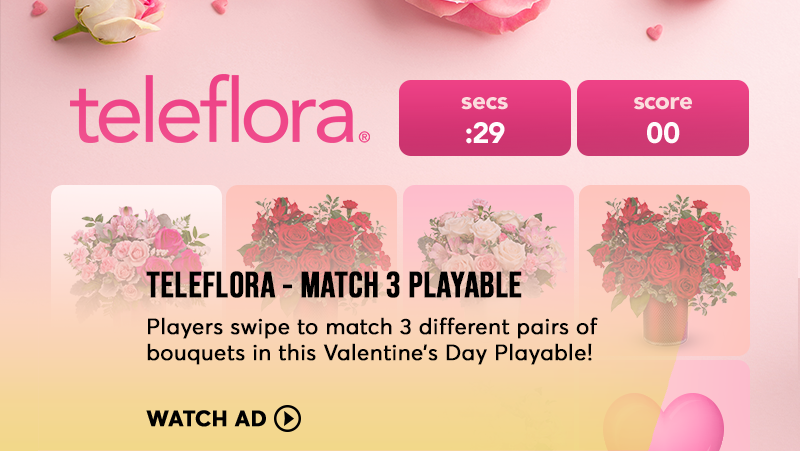 teleflora®
secs
:29
score
00
TELEFLORA - MATCH 3 PLAYABLE
Players swipe to match 3 different pairs of
bouquets in this Valentine's Day Playable!
WATCH AD